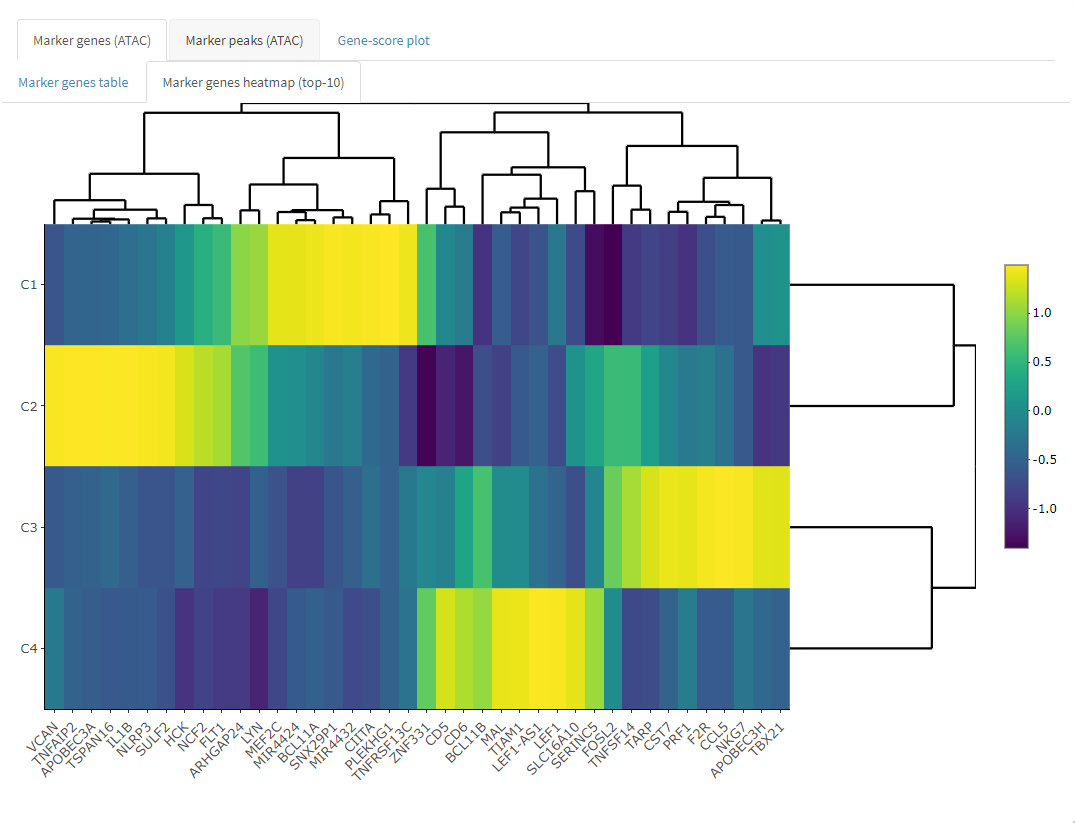 Marker genes (ATAC) Marker peaks (ATAC) Gene-score plot
Marker genes table Marker genes heatmap (top-10)
C1
C2
C3
C4
1.0
0.5
0.0
-0.5
-1.0
VCAN
TNFAIP2
APOBEC3A
TSPAN16
IL1B
NLRP3
SULF2
HCK
NCF2
FLT1
ARHGAP24
LYN
MEF2C
MIR4424
BCL11A
SNX29P1
MIR4432
CIITA
PLEKHG1
TNFRSF13C
ZNF331
CD5
CD6
BCL11B
MAL
TIAM1
LEF1-AS1
LEF1
SLC16A10
SERINC5
FOSL2
TNFSF14
TARP
CST7
PRF1
F2R
CCL5
NKG7
APOBEC3H
TBX21